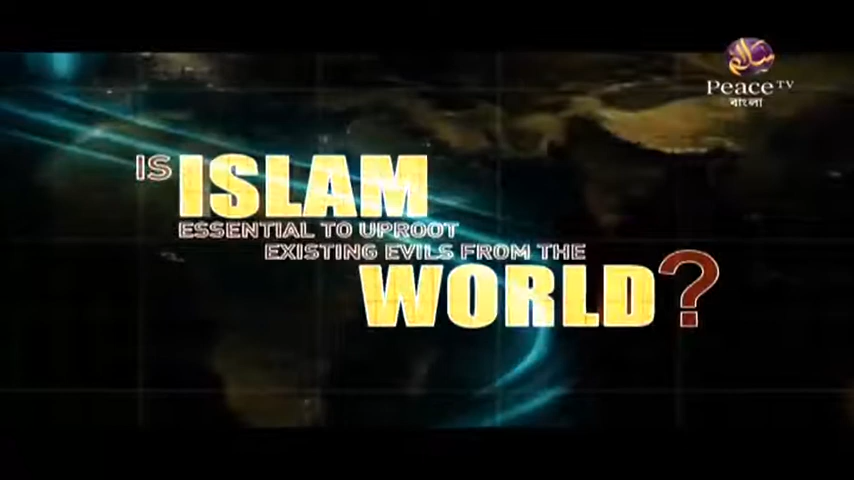 Peace TV
বাংলা
IS ISLAM
ESSENTIAL TO UPROOT
EXISTING EVILS FROM THE
WORLD?